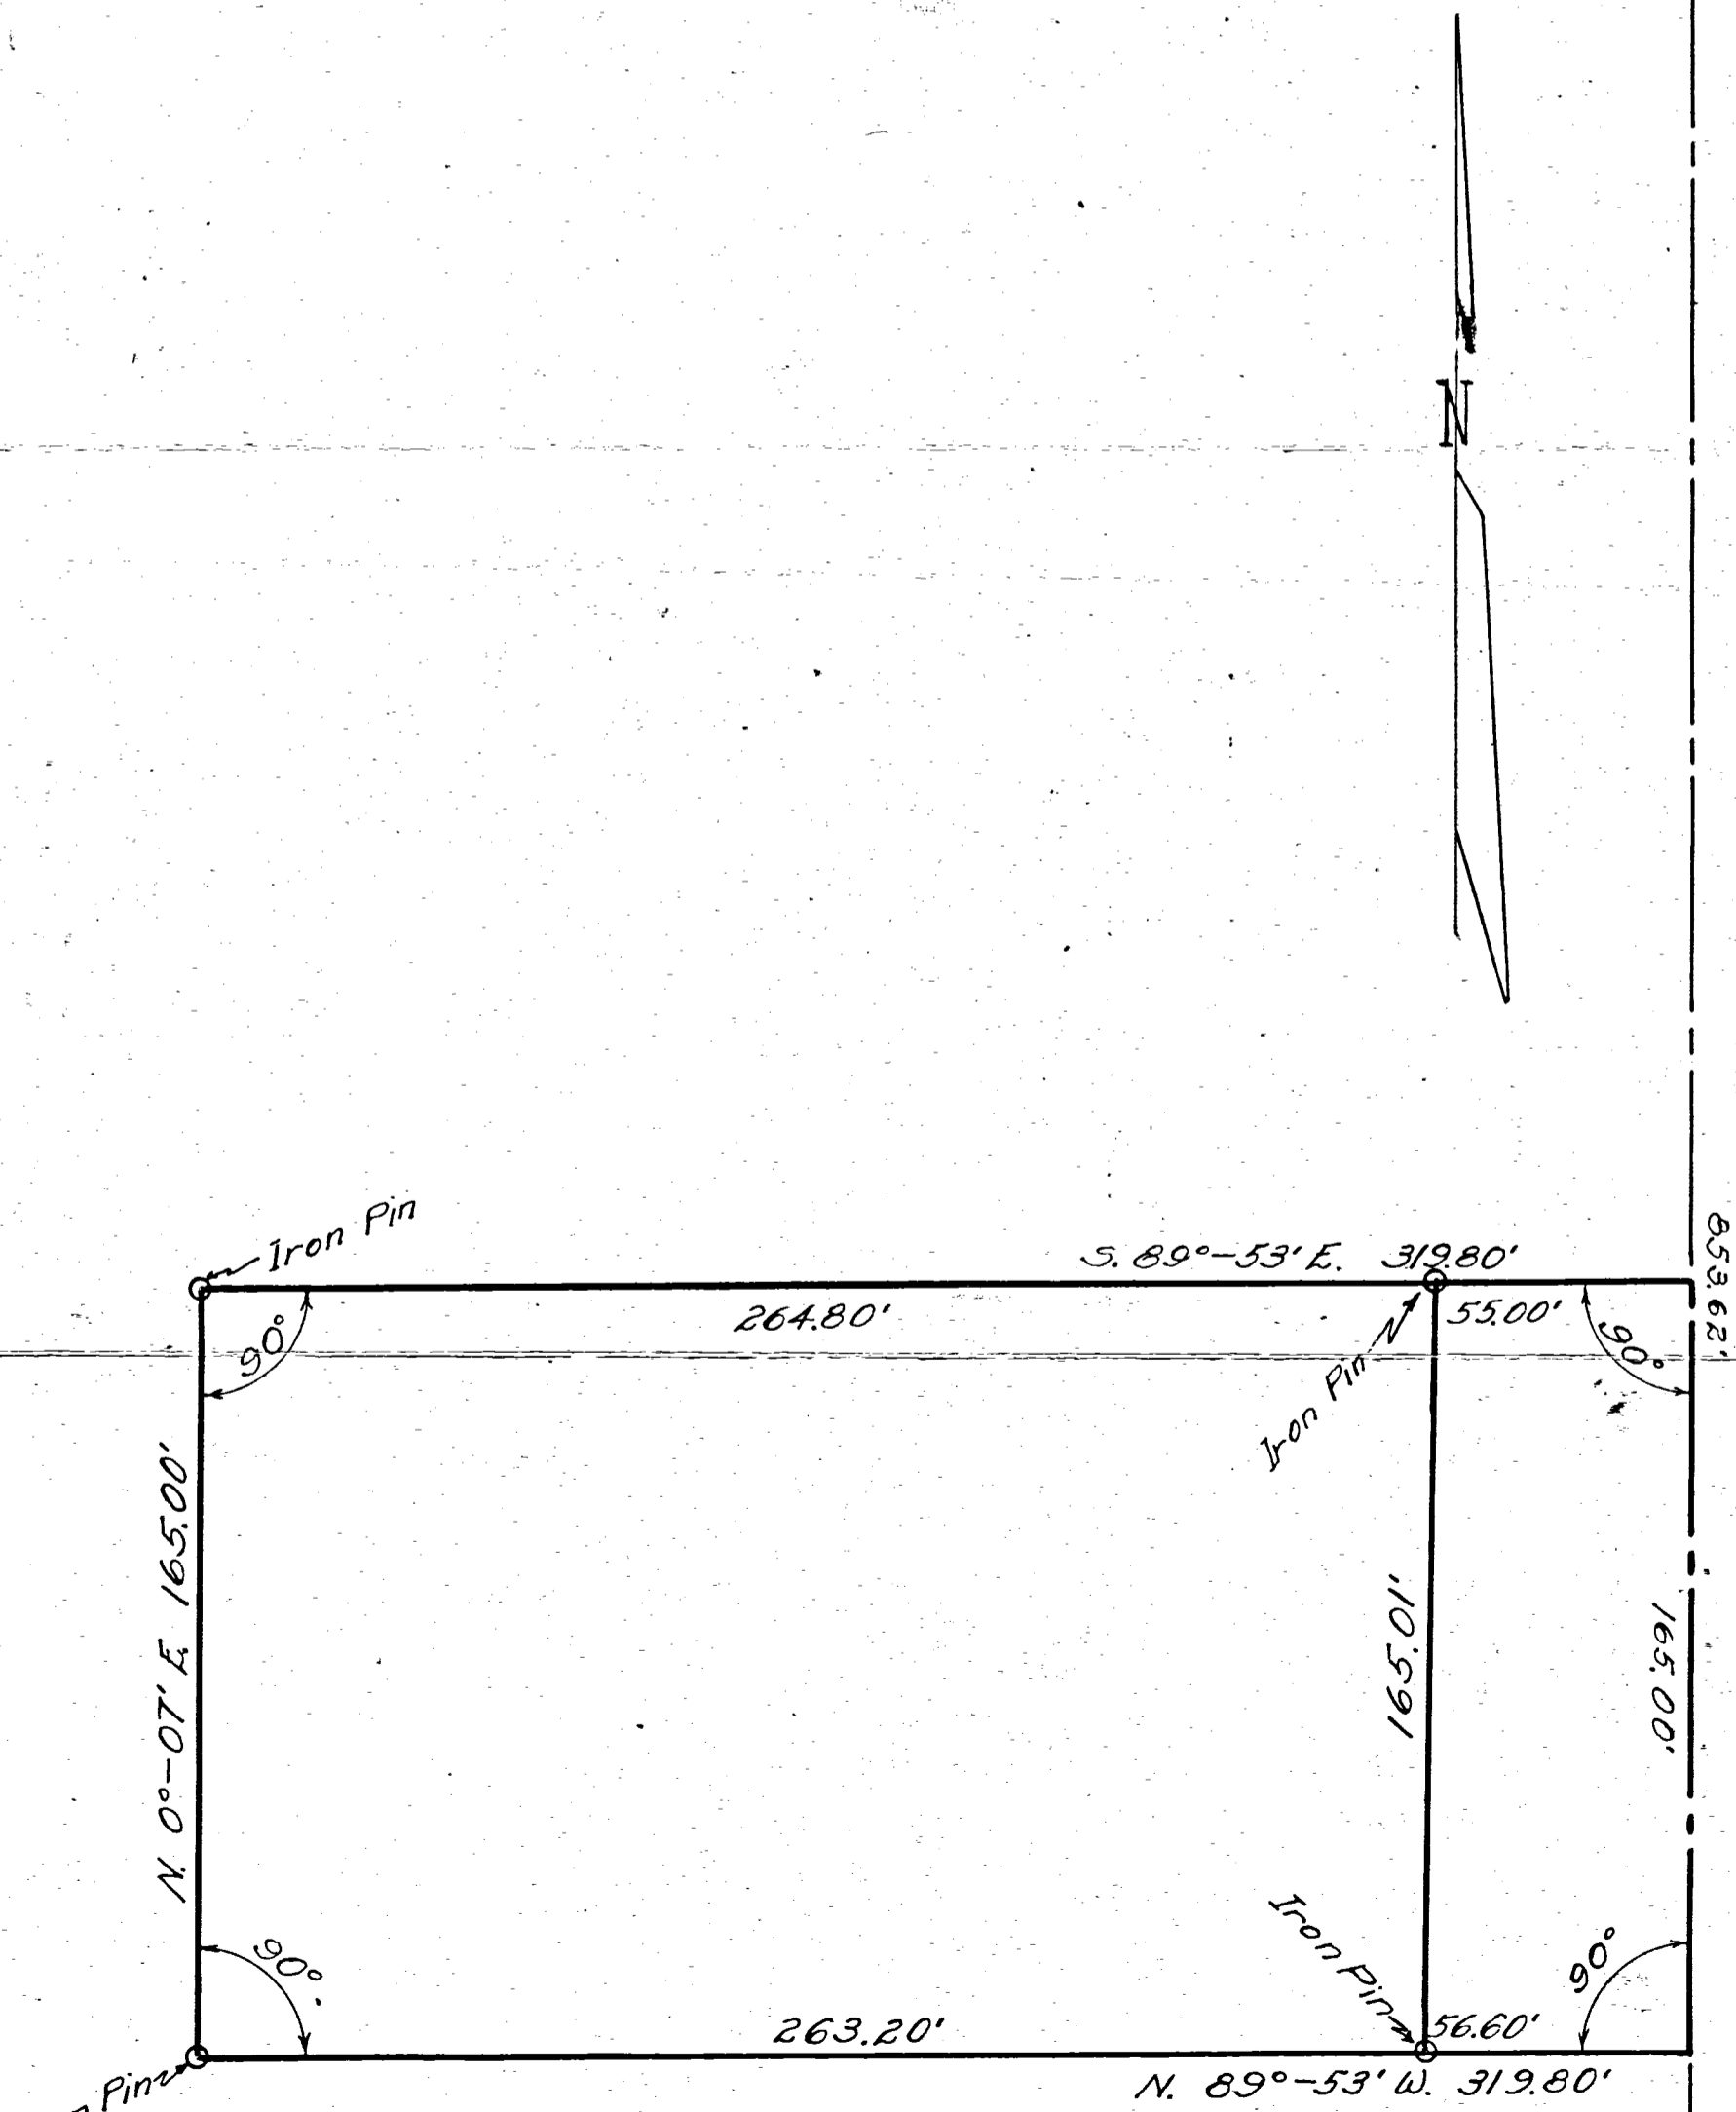 N
853.62'
Iron Pin
S. 89°-53' E. 319.80'
264.80'
55.00'
90°
90°
Iron Pin
N. 0°-07' E. 165.00'
165.01'
165.00'
Iron Pin
90°
90°
263.20'
56.60'
Pin
N. 89°-53' W. 319.80'